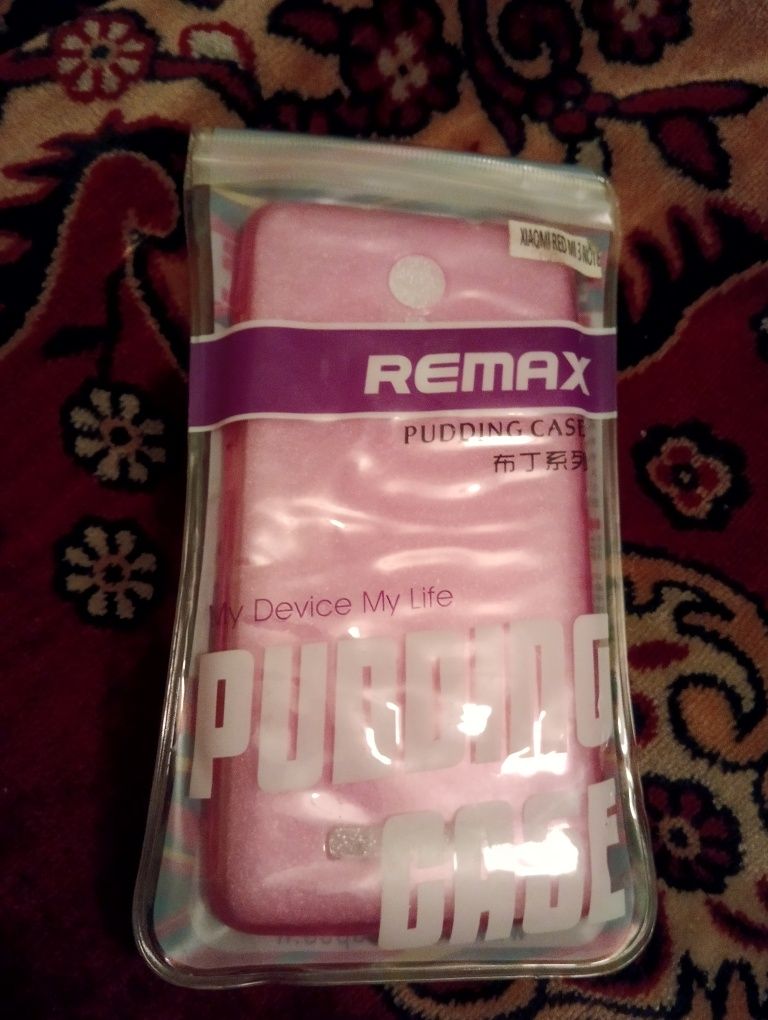 XIAOMI RED MI 3 NOTE
REMAX
PUDDING CASE
布丁系列
My Device My Life
PUDDING
CASE